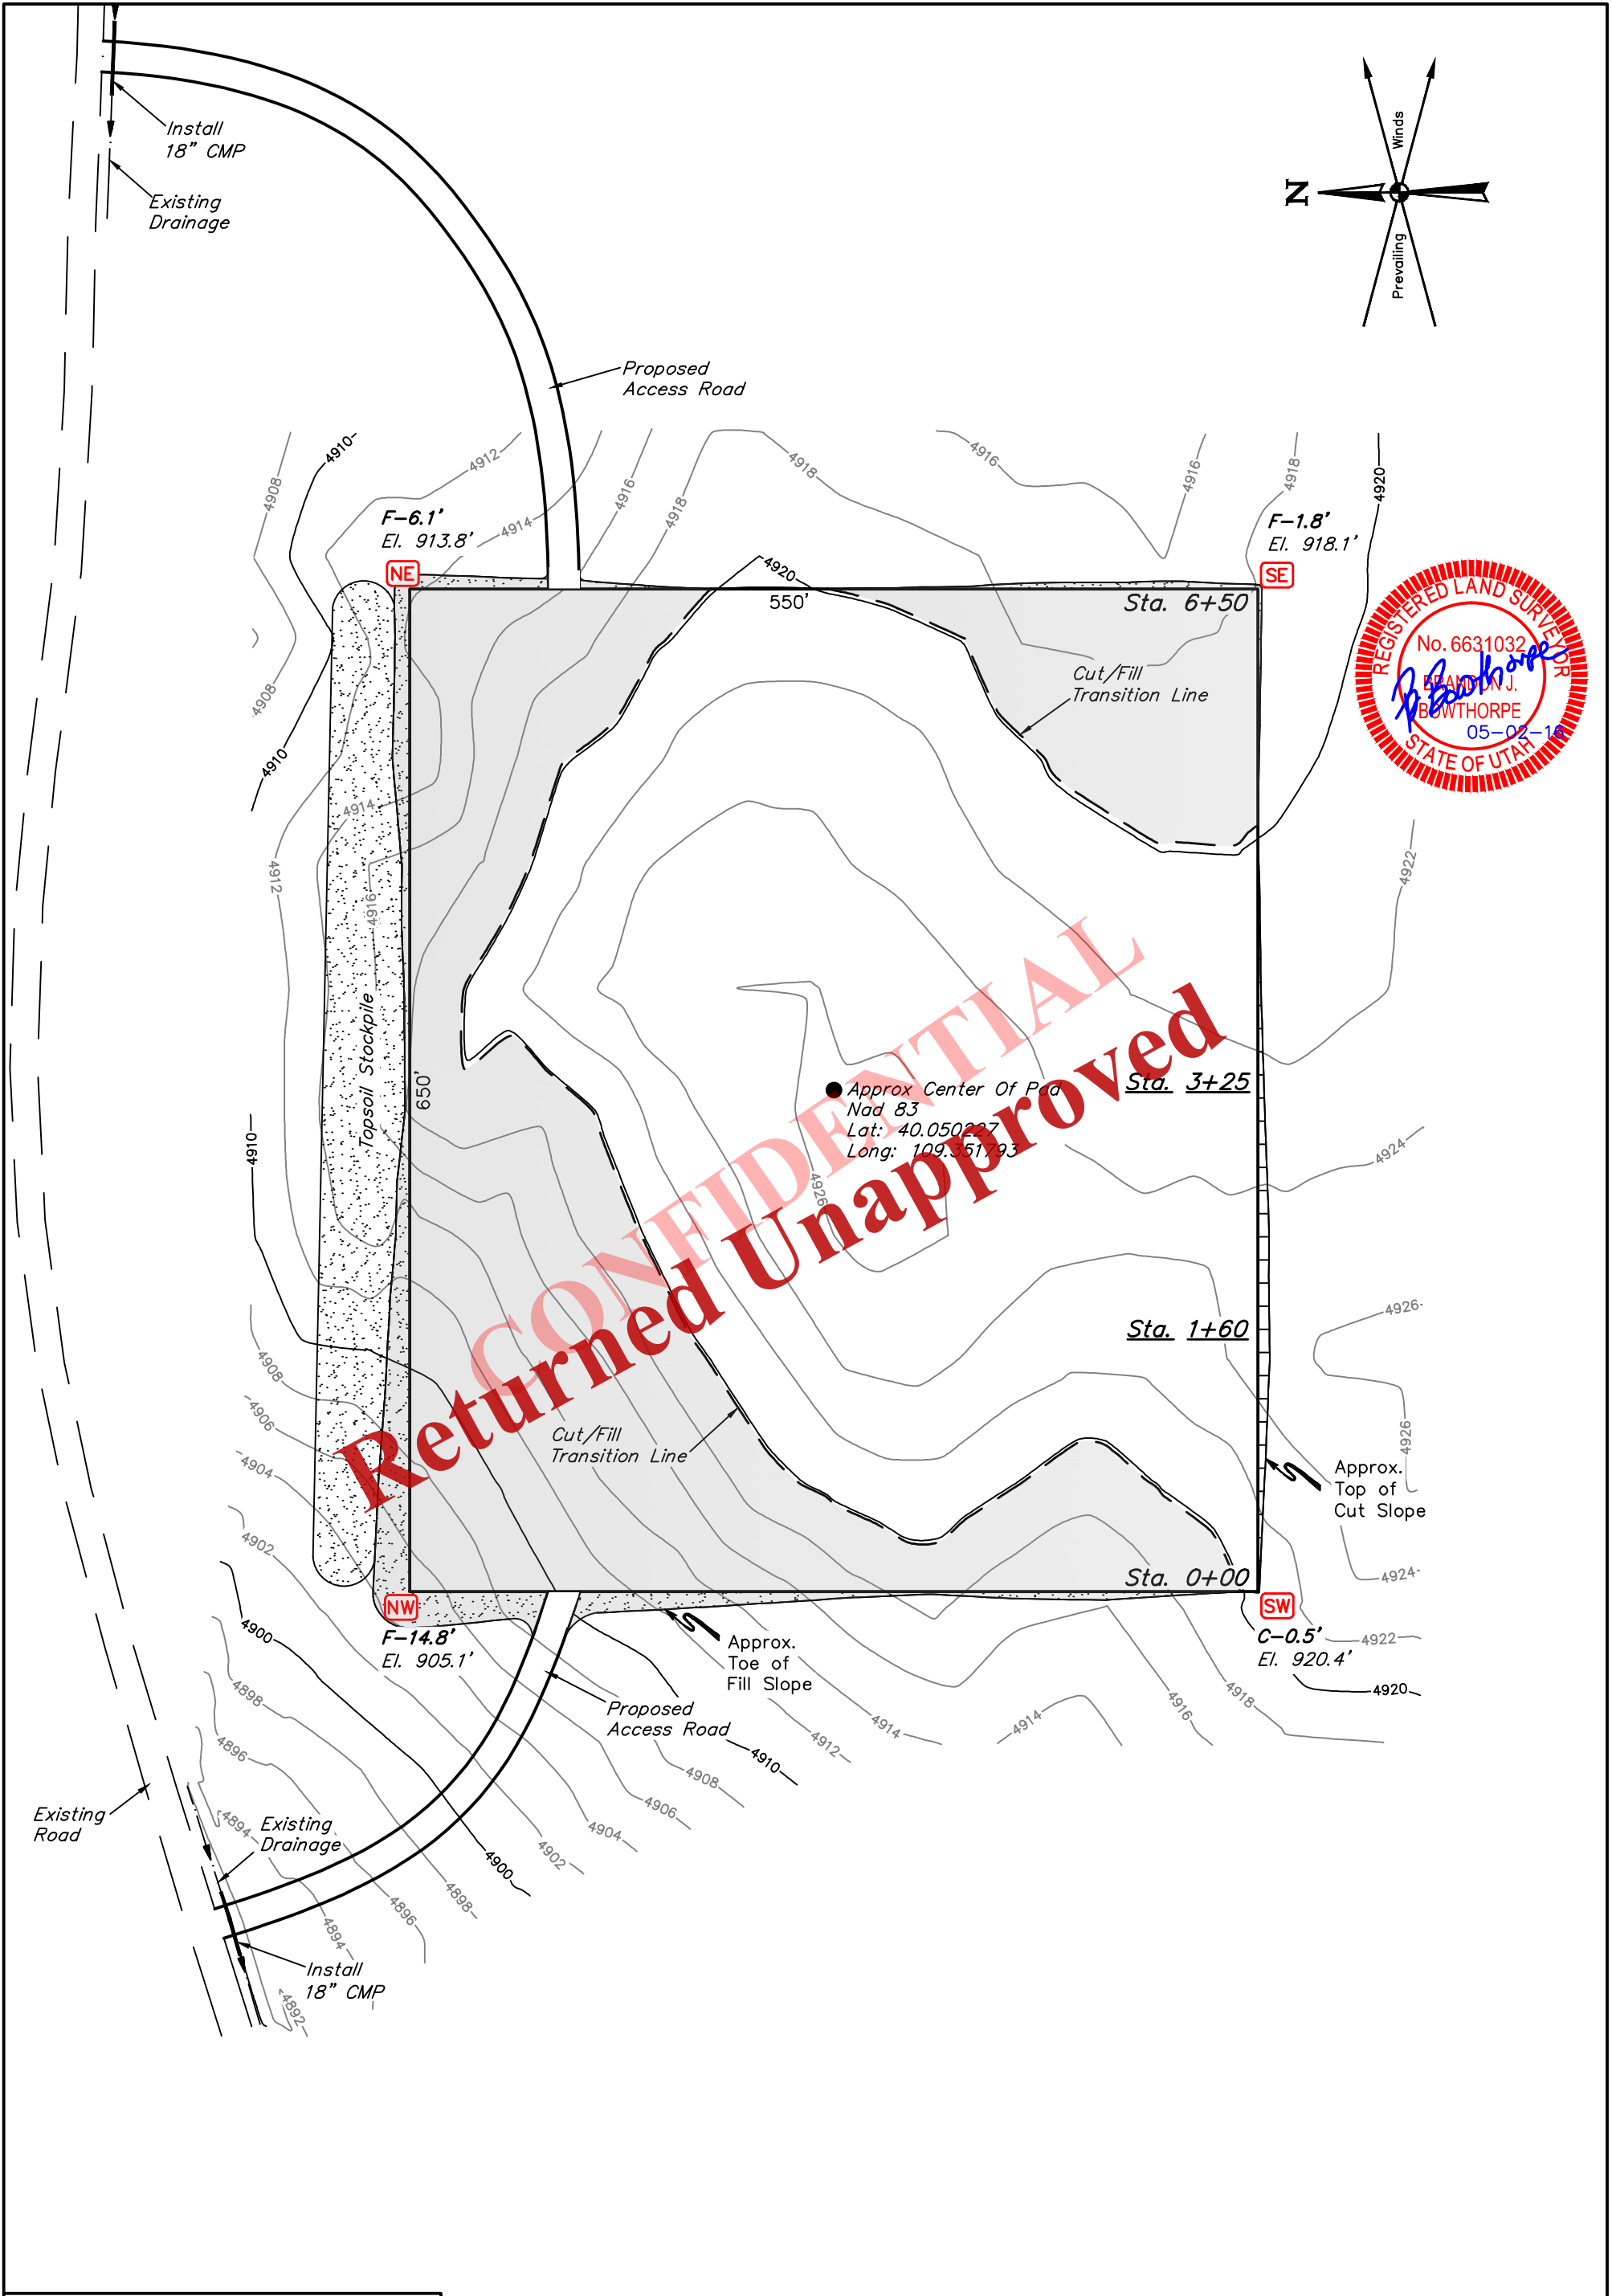 Install
18" CMP
Existing
Drainage
N
Winds
Prevailing
Proposed
Access Road
4910
4908
4912
4914
4916
4918
4918
4916
4916
4918
4920
F-6.1'
El. 913.8'
F-1.8'
El. 918.1'
NE
SE
4920
550'
Sta. 6+50
REGISTERED LAND SURVEYOR
No. 6631032
BRANDON J.
BOWTHORPE
B. Bowthorpe
05-02-16
STATE OF UTAH
Cut/Fill
Transition Line
4908
4910
4914
4912
4916
4922
Topsoil Stockpile
650'
Approx Center Of Pad
Nad 83
Lat: 40.050227
Long: 109.351793
Sta. 3+25
CONFIDENTIAL
Returned Unapproved
4910
4924
4926
4926
Sta. 1+60
4908
4906
4904
4902
4900
Cut/Fill
Transition Line
4926
Approx.
Top of
Cut Slope
4924
Sta. 0+00
NW
SW
F-14.8'
El. 905.1'
C-0.5'
El. 920.4'
4922
4920
Approx.
Toe of
Fill Slope
Proposed
Access Road
4898
4896
4894
4910
4912
4914
4914
4916
4918
4908
4906
4904
4902
4900
4898
4896
4894
4892
Existing
Road
Existing
Drainage
Install
18" CMP